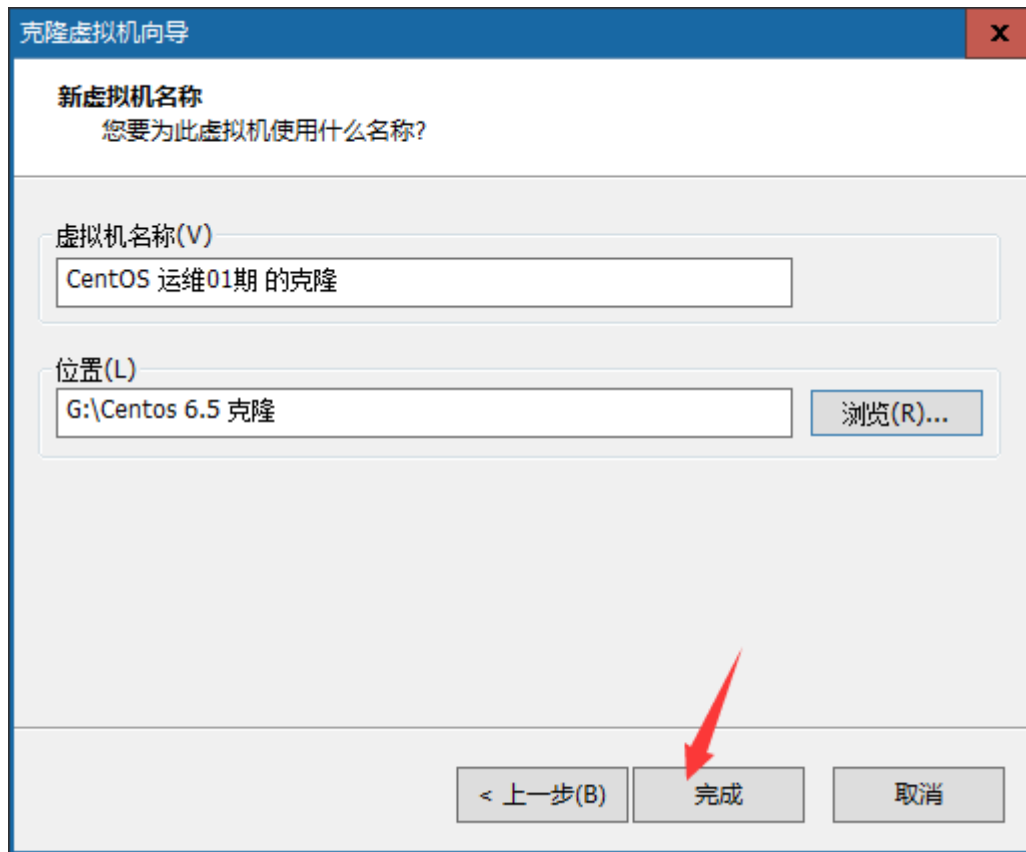 克隆虚拟机向导
x
新虚拟机名称
您要为此虚拟机使用什么名称?
虚拟机名称(V)
CentOS 运维01期 的克隆
位置(L)
G:\Centos 6.5 克隆
浏览(R)...
< 上一步(B)
完成
取消